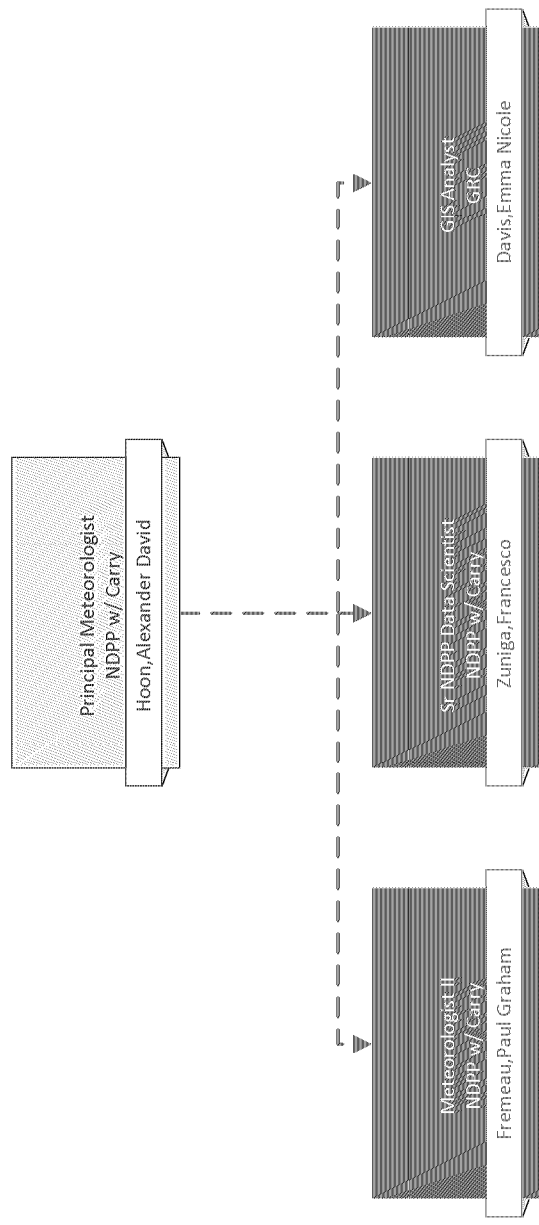 Principal Meteorologist
NDPP w/ Carry
Hoon,Alexander David
Meteorologist II
NDPP w/ Carry
Fremeau,Paul Graham
Sr NDPP Data Scientist
NDPP w/ Carry
Zuniga,Francesco
GIS Analyst
GRC
Davis,Emma Nicole